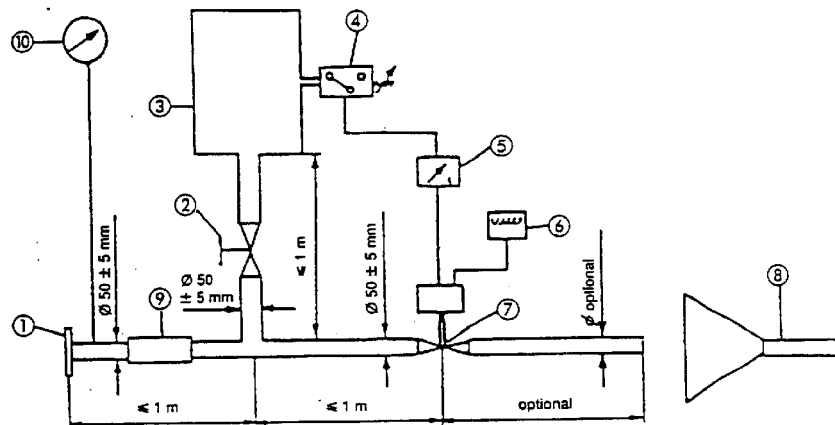 10
4
3
5
2
6
Ø 50 ± 5 mm
Ø 50
± 5 mm
≤ 1 m
Ø 50 ± 5 mm
Ø optional
9
7
8
1
≤ 1 m
≤ 1 m
optional